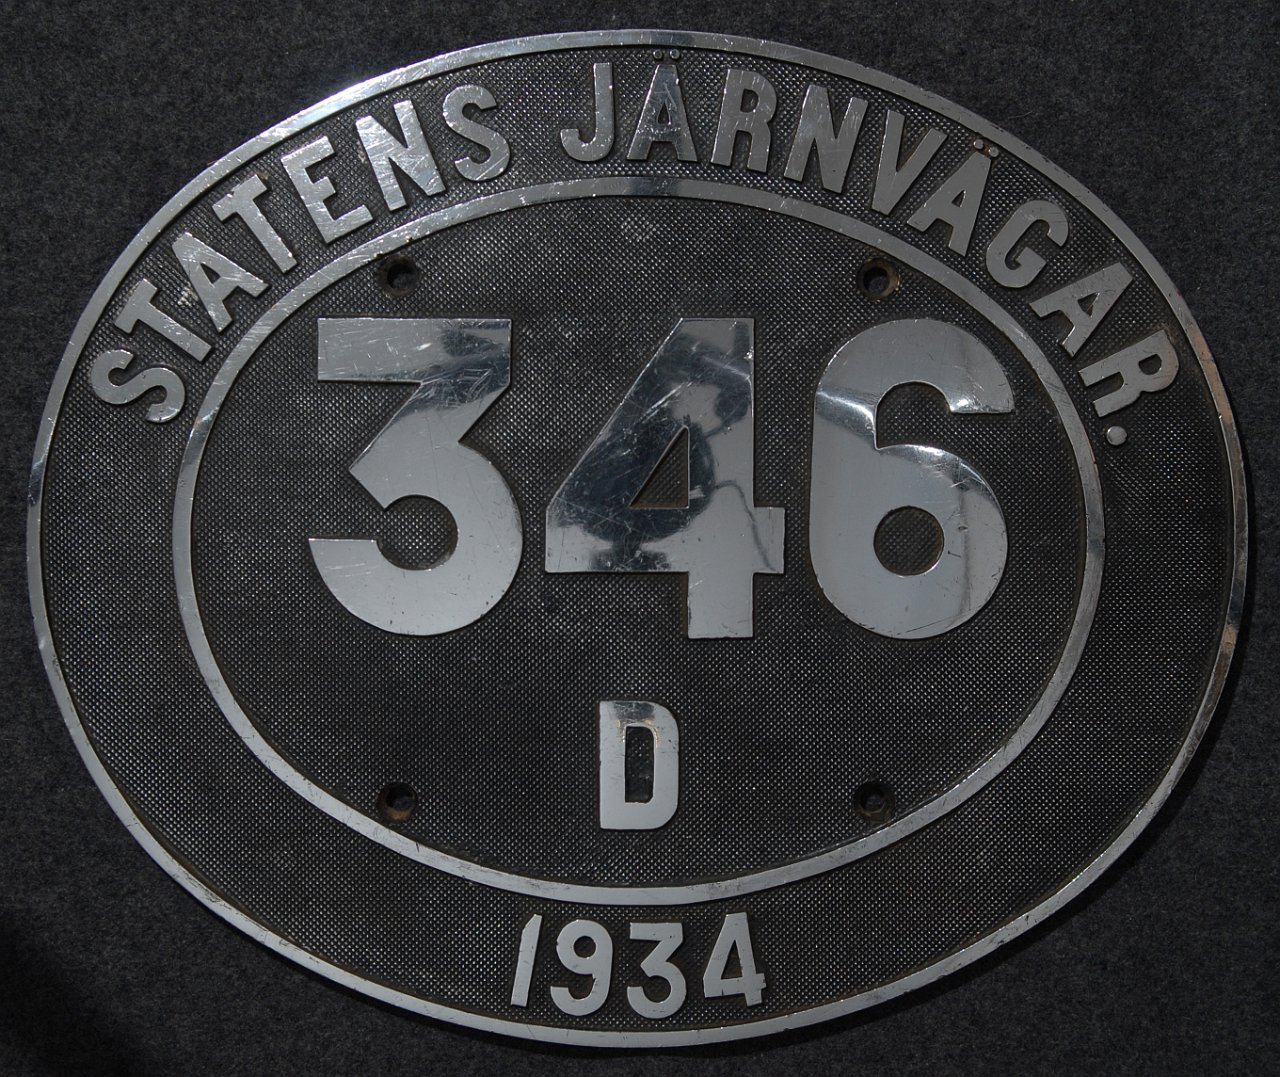 STATENS JÄRNVÄGAR.
346
D
1934